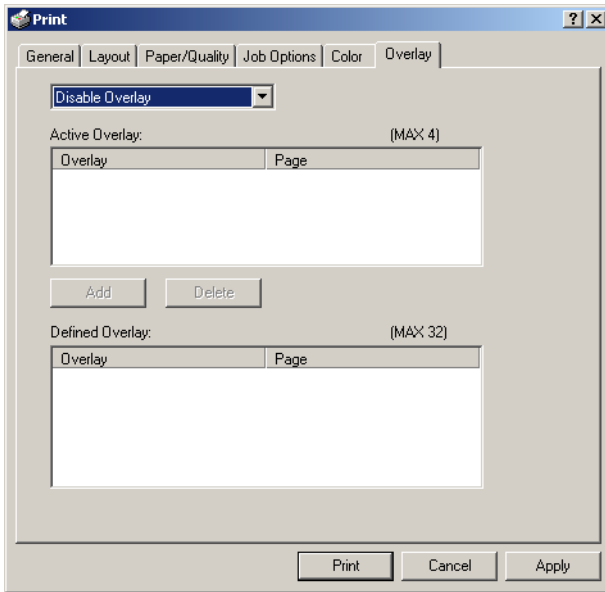 Print
General Layout Paper/Quality Job Options Color Overlay
Disable Overlay
Active Overlay: (MAX 4)
Overlay Page
Add Delete
Defined Overlay: (MAX 32)
Overlay Page
Print Cancel Apply